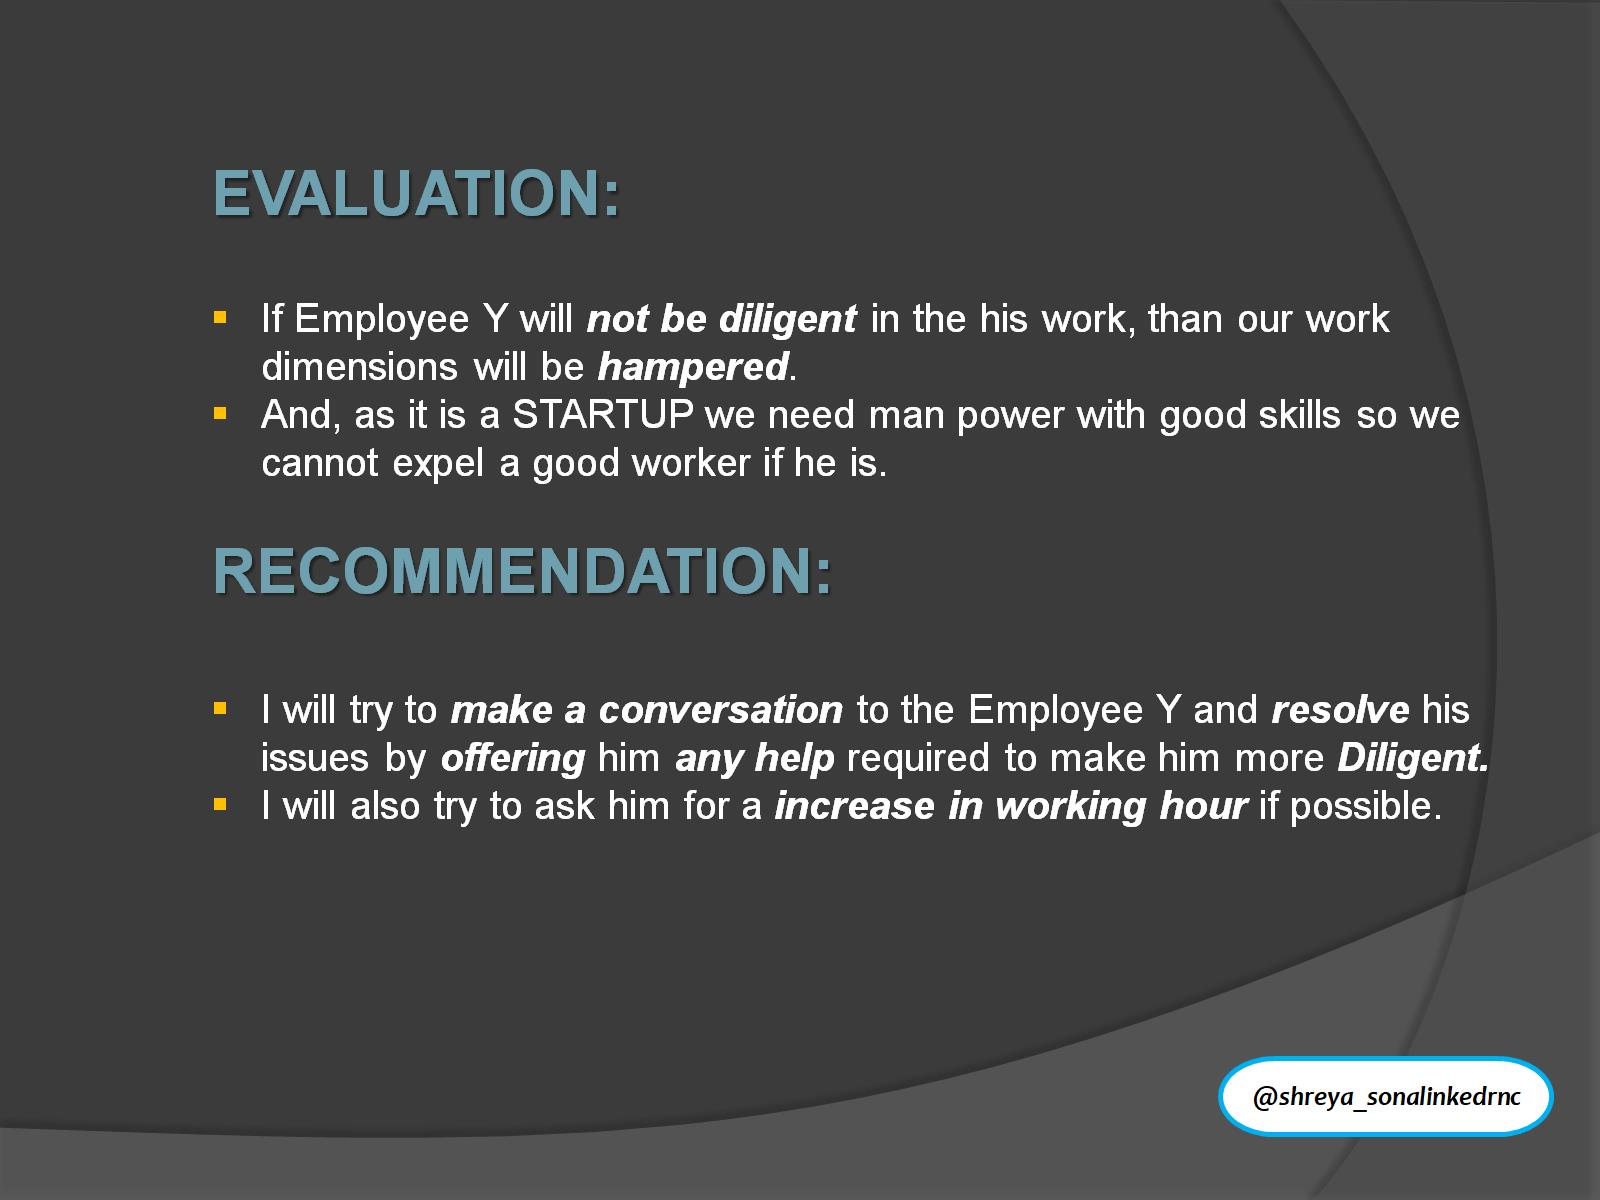 EVALUATION:
▪ If Employee Y will not be diligent in the his work, than our work
dimensions will be hampered.
▪ And, as it is a STARTUP we need man power with good skills so we
cannot expel a good worker if he is.
RECOMMENDATION:
▪ I will try to make a conversation to the Employee Y and resolve his
issues by offering him any help required to make him more Diligent.
▪ I will also try to ask him for a increase in working hour if possible.
@shreya_sonalinkedrnc